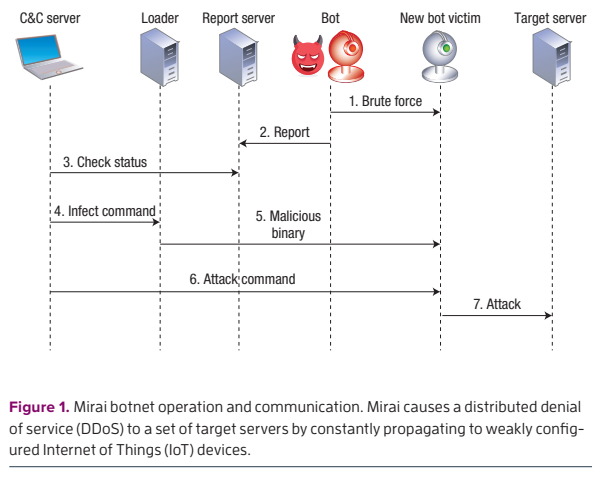 C&C server
Loader
Report server
Bot
New bot victim
Target server
1. Brute force
2. Report
3. Check status
4. Infect command
5. Malicious
binary
6. Attack command
7. Attack
Figure 1. Mirai botnet operation and communication. Mirai causes a distributed denial
of service (DDoS) to a set of target servers by constantly propagating to weakly config-
ured Internet of Things (IoT) devices.